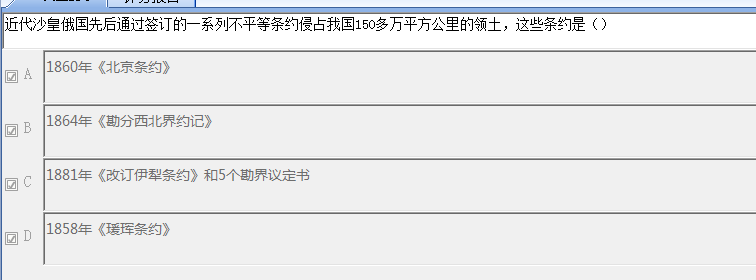 近代沙皇俄国先后通过签订的一系列不平等条约侵占我国150多万平方公里的领土，这些条约是（）
A 1860年《北京条约》
B 1864年《勘分西北界约记》
C 1881年《改订伊犁条约》和5个勘界议定书
D 1858年《瑷珲条约》